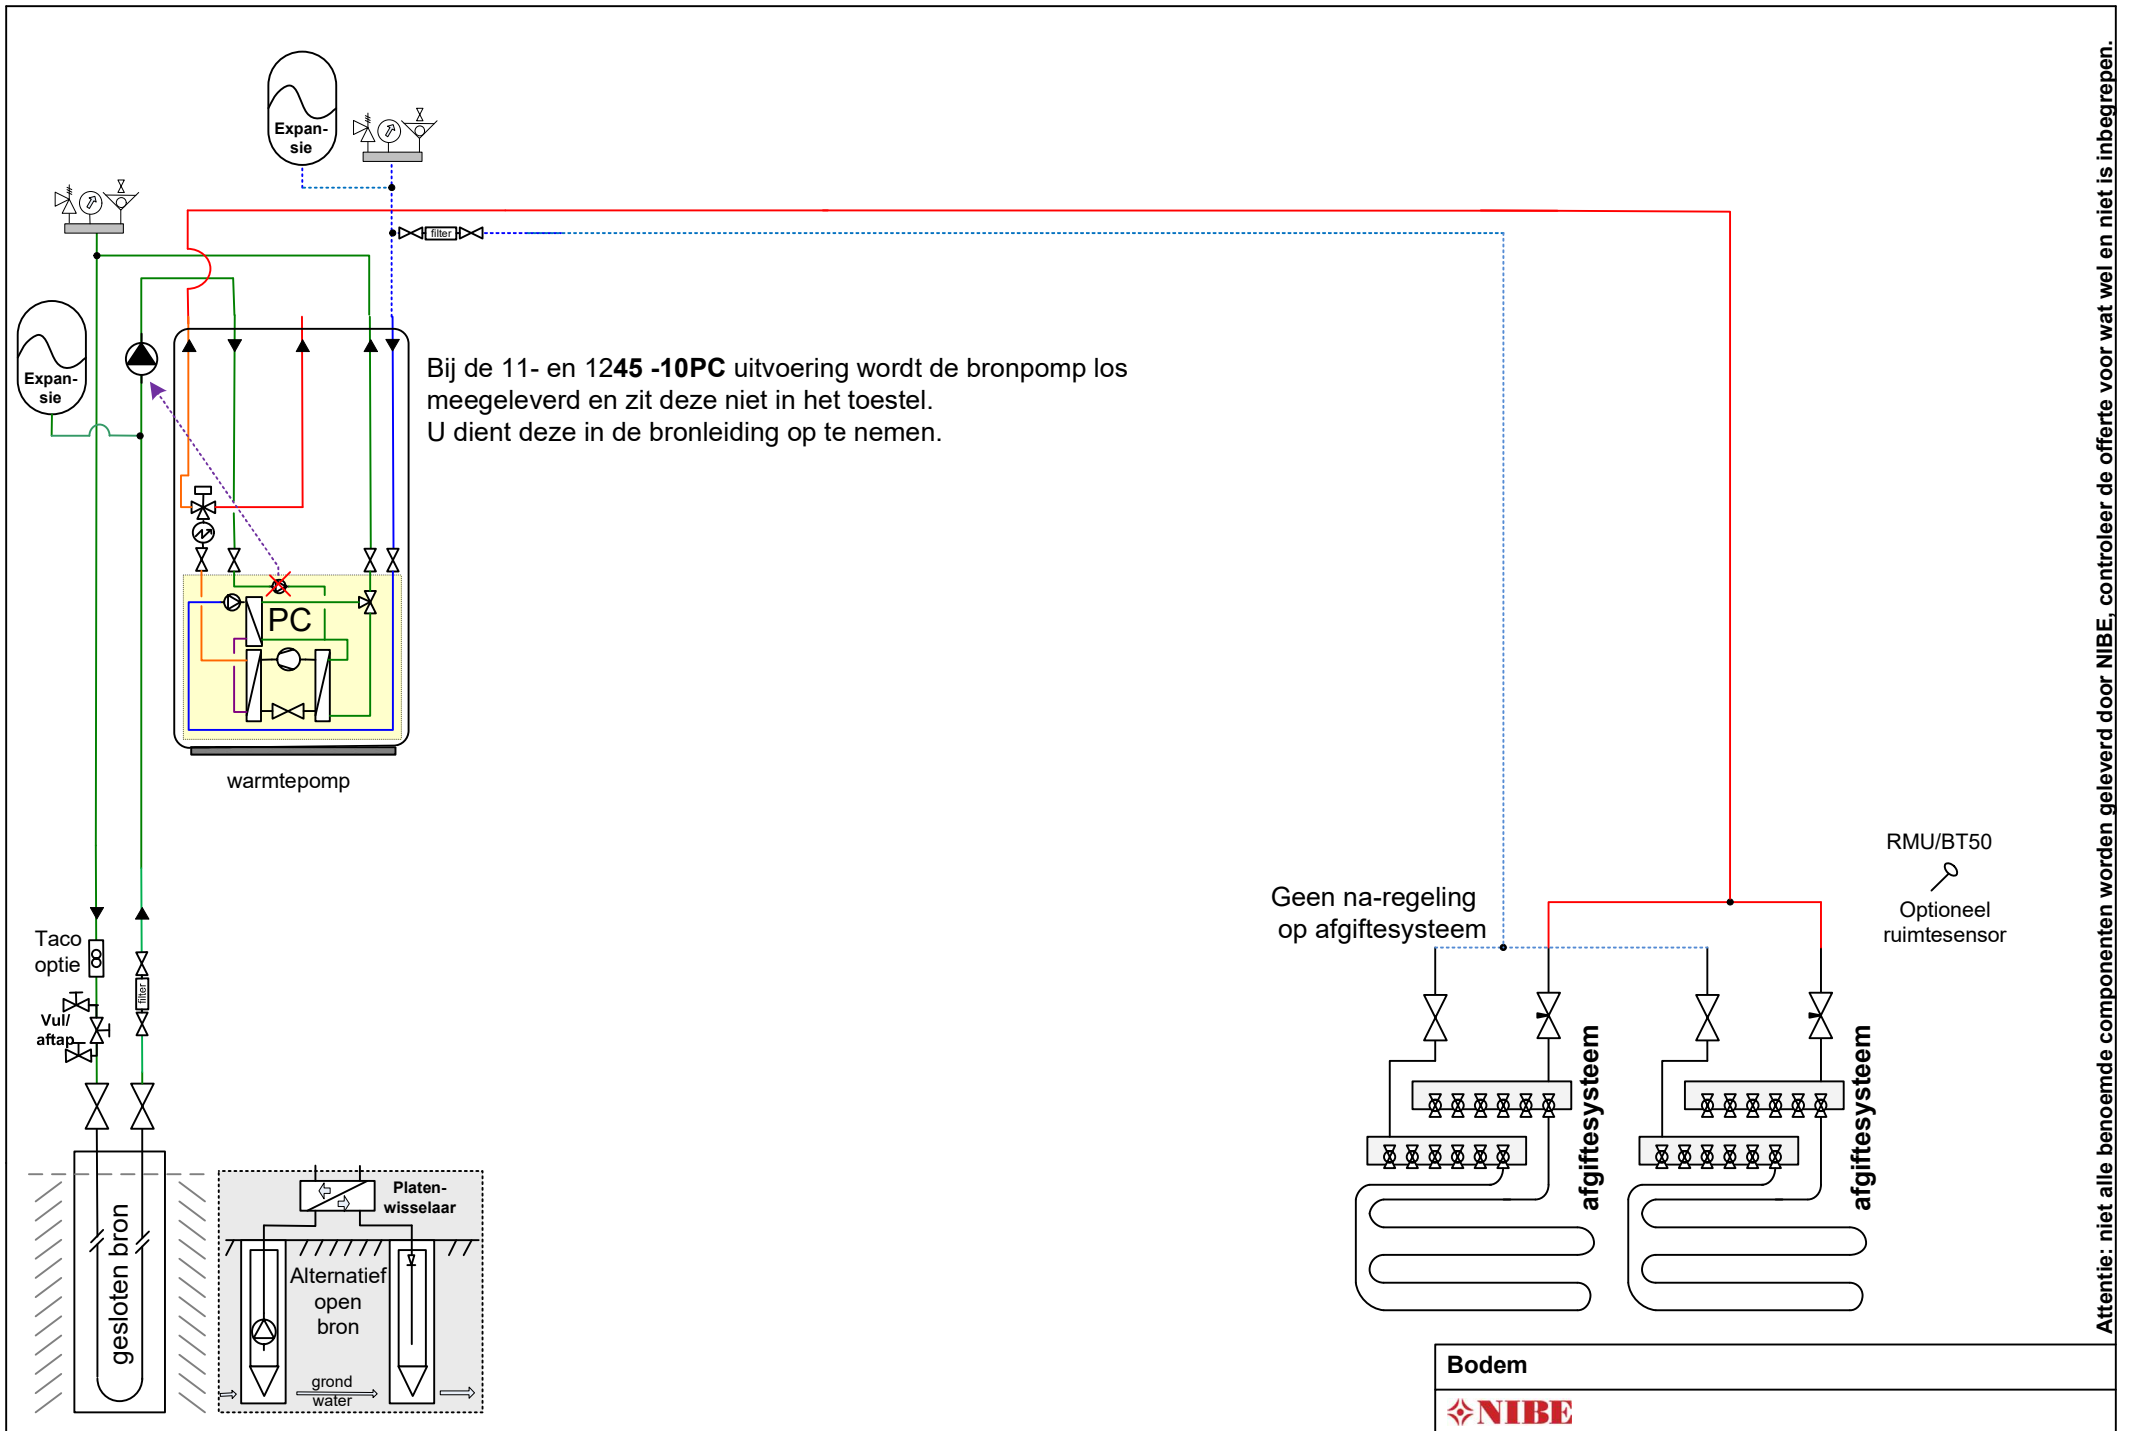 Expan-
sie
filter
Expan-
sie
Bij de 11- en 1245 -10PC uitvoering wordt de bronpomp los
meegeleverd en zit deze niet in het toestel.
U dient deze in de bronleiding op te nemen.
PC
warmtepomp
Taco
optie
filter
Vul/
aftap
gesloten bron
Platen-
wisselaar
Alternatief
open
bron
grond
water
Geen na-regeling
op afgiftesysteem
RMU/BT50
Optioneel
ruimtesensor
afgiftesysteem
afgiftesysteem
Attentie: niet alle benoemde componenten worden geleverd door NIBE, controleer de offerte voor wat wel en niet is inbegrepen.
Bodem
NIBE